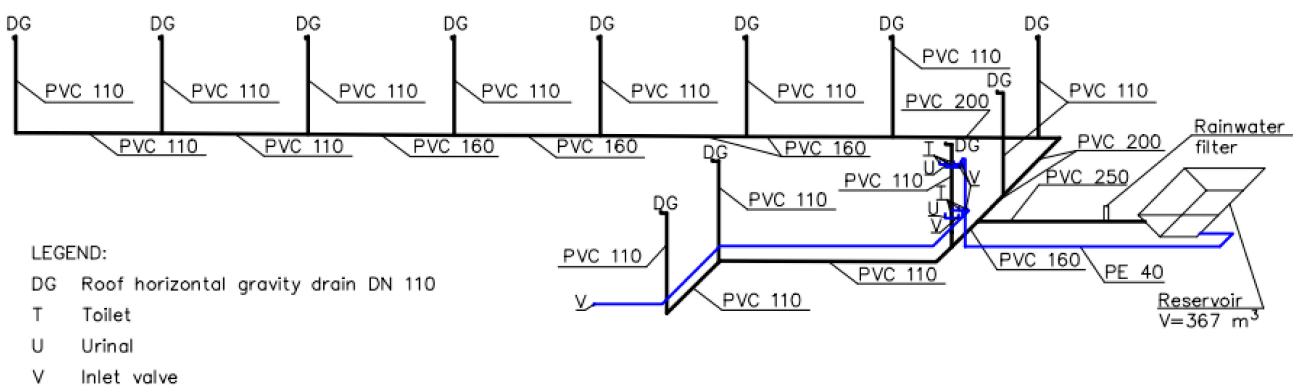 DG DG DG DG DG DG DG DG
PVC 110
DG
PVC 110 PVC 110 PVC 110 PVC 110 PVC 110 PVC 110 PVC 110
PVC 200
Rainwater
filter
PVC 110 PVC 110 PVC 160 PVC 160 PVC 160 T DG PVC 200
DG
U
PVC 110 V PVC 250
T
PVC 110
DG U
V
LEGEND:
PVC 110 PVC 110 PVC 160 PE 40
DG Roof horizontal gravity drain DN 110
V PVC 110
Reservoir
V=367 m³
T Toilet
U Urinal
V Inlet valve